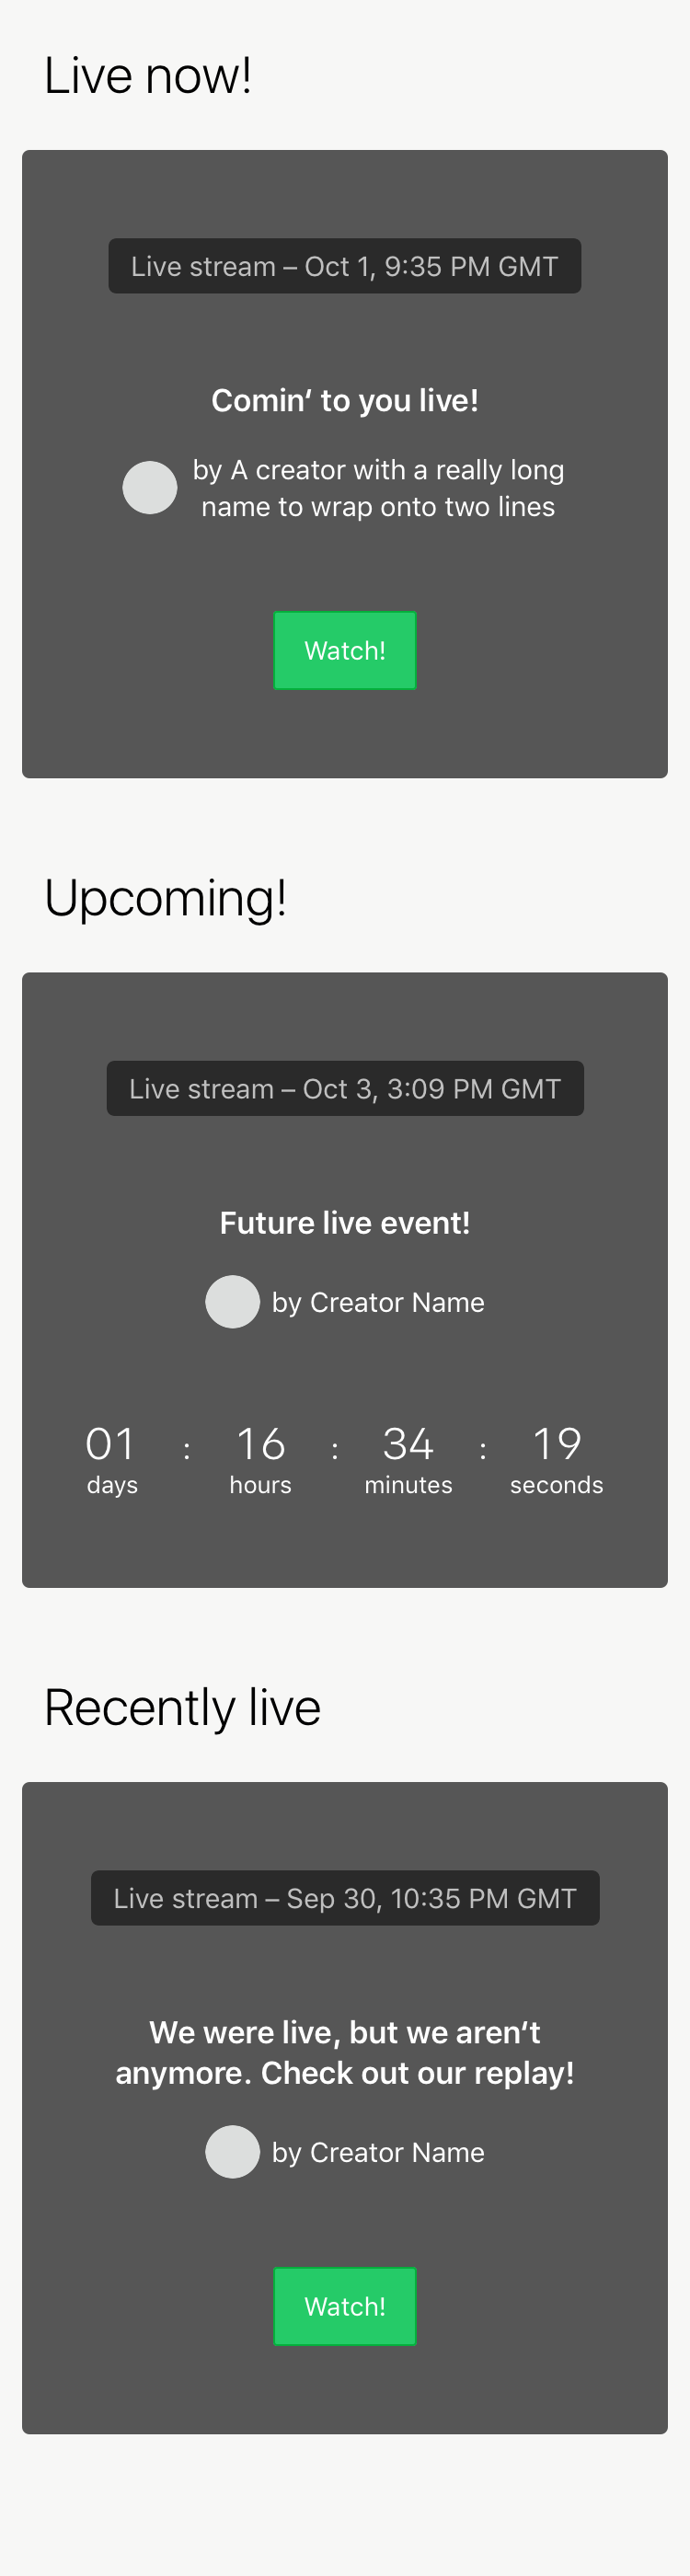 Live now!
Live stream – Oct 1, 9:35 PM GMT
Comin‘ to you live!
by A creator with a really long
name to wrap onto two lines
Watch!
Upcoming!
Live stream – Oct 3, 3:09 PM GMT
Future live event!
by Creator Name
01 : 16 : 34 : 19
days hours minutes seconds
Recently live
Live stream – Sep 30, 10:35 PM GMT
We were live, but we aren‘t
anymore. Check out our replay!
by Creator Name
Watch!